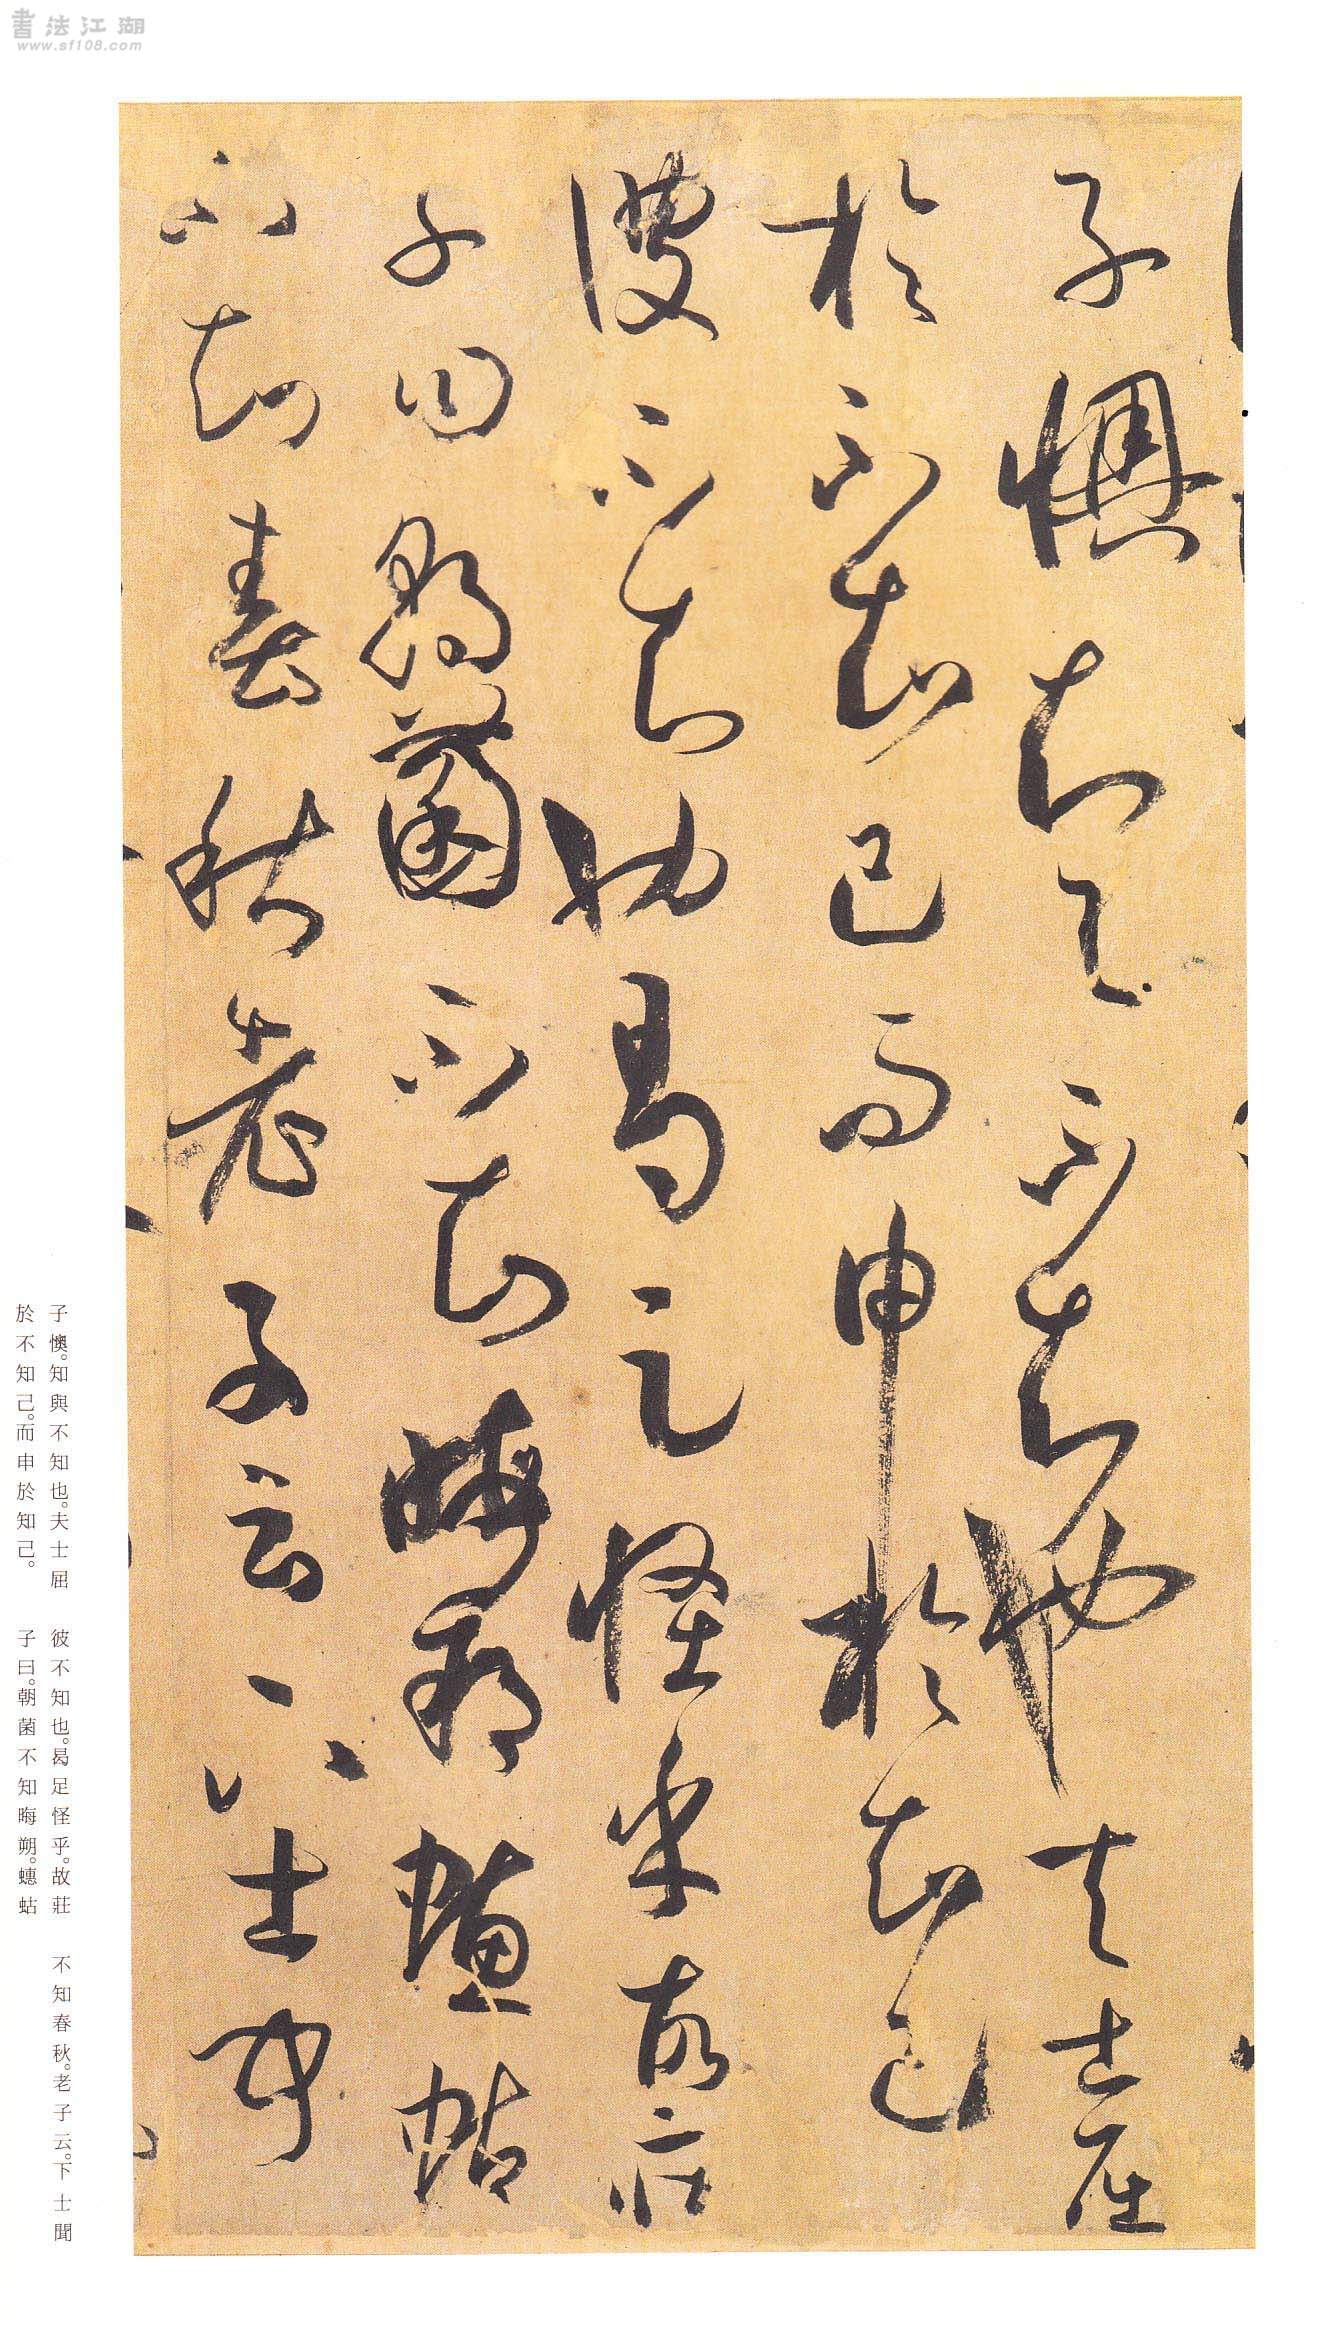 書法江湖
www.sf108.com
子懊知與不知也夫士屈
於不知己而申於知己
彼不知也曷足怪乎故莊
子曰朝菌不知晦朔蟪蛄
不知春秋老子云下士聞
子懊。知與不知也。夫士屈
於不知己。而申於知己。
彼不知也。曷足怪乎。故莊
子曰。朝菌不知晦朔。蟪蛄
不知春秋。老子云。下士聞